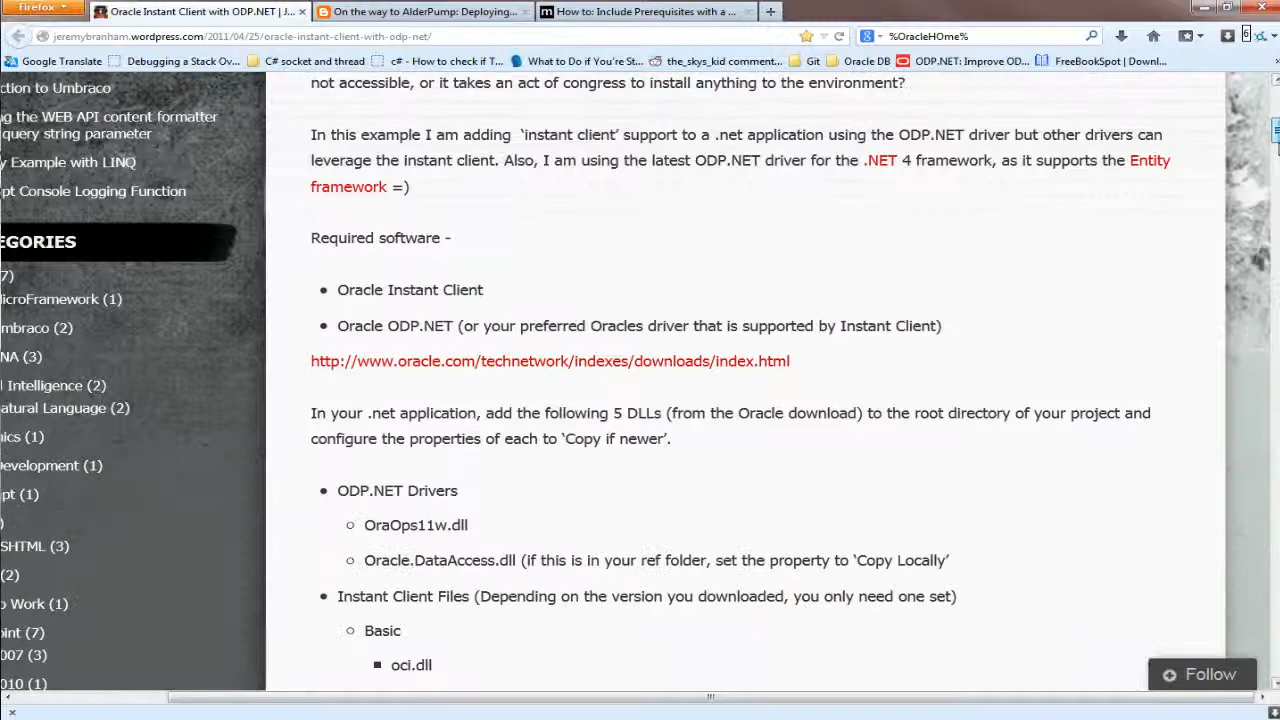 Firefox
Oracle Instant Client with ODP.NET | J...
On the way to AlderPump: Deploying...
How to: Include Prerequisites with a ...
jeremybranham.wordpress.com/2011/04/25/oracle-instant-client-with-odp-net/
%OracleHOme%
6
Google Translate
Debugging a Stack Ov...
C# socket and thread
c# - How to check if T...
What to Do if You're St...
the_skys_kid comment...
Git
Oracle DB
ODP.NET: Improve OD...
FreeBookSpot | Downl...
ction to Umbraco
ng the WEB API content formatter
query string parameter
y Example with LINQ
pt Console Logging Function
EGORIES
7)
icroFramework (1)
mbraco (2)
NA (3)
l Intelligence (2)
atural Language (2)
nics (1)
Development (1)
pt (1)
)
SHTML (3)
(2)
o Work (1)
oint (7)
007 (3)
010 (1)
not accessible, or it takes an act of congress to install anything to the environment?
In this example I am adding ‘instant client’ support to a .net application using the ODP.NET driver but other drivers can
leverage the instant client. Also, I am using the latest ODP.NET driver for the .NET 4 framework, as it supports the Entity
framework =)
Required software -
Oracle Instant Client
Oracle ODP.NET (or your preferred Oracles driver that is supported by Instant Client)
http://www.oracle.com/technetwork/indexes/downloads/index.html
In your .net application, add the following 5 DLLs (from the Oracle download) to the root directory of your project and
configure the properties of each to ‘Copy if newer’.
ODP.NET Drivers
OraOps11w.dll
Oracle.DataAccess.dll (if this is in your ref folder, set the property to ‘Copy Locally’
Instant Client Files (Depending on the version you downloaded, you only need one set)
Basic
oci.dll
Follow